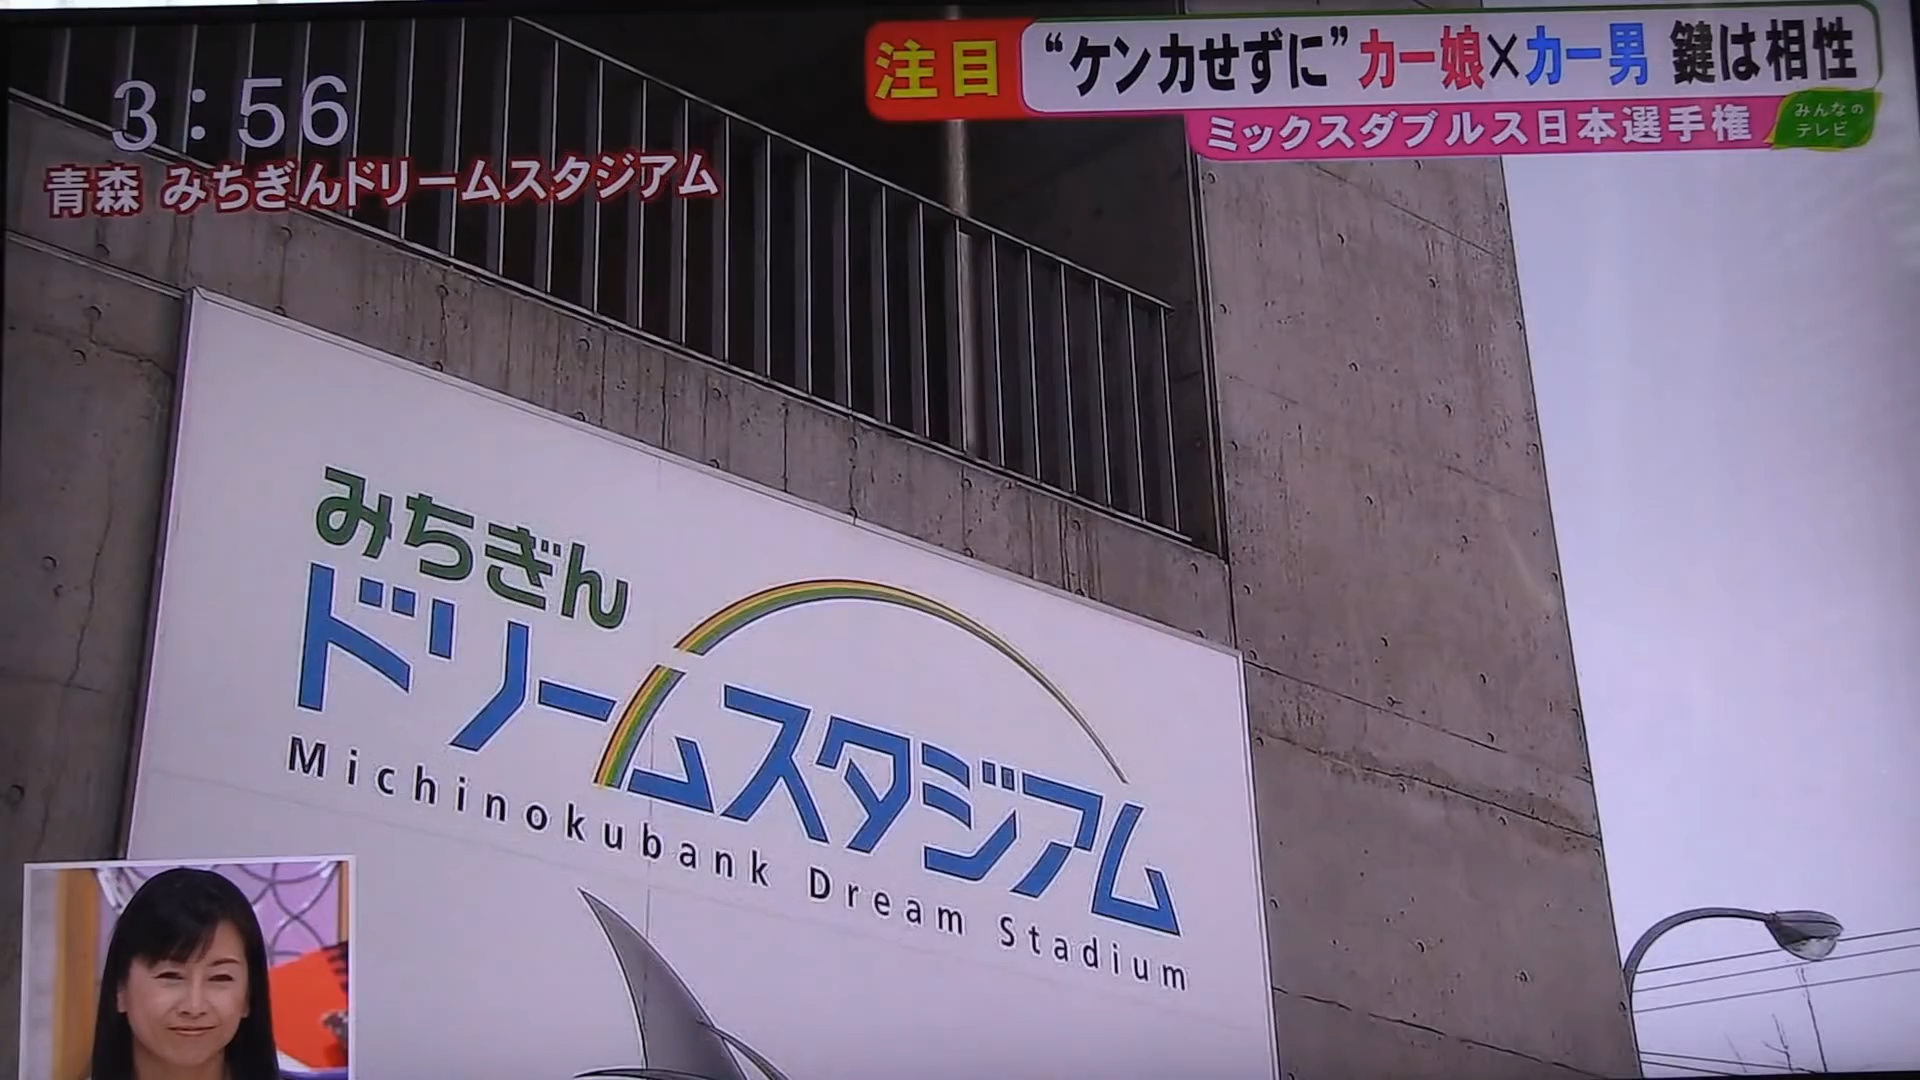 3:56
青森 みちぎんドリームスタジアム
注目
“ケンカせずに”カー娘×カー男 鍵は相性
ミックスダブルス日本選手権
みんなの
テレビ
みちぎん
ドリームスタジアム
Michinokubank Dream Stadium